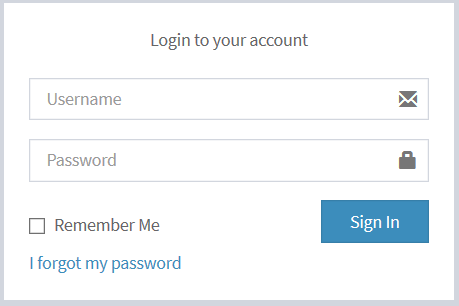 Login to your account
Username
Password
Remember Me
Sign In
I forgot my password